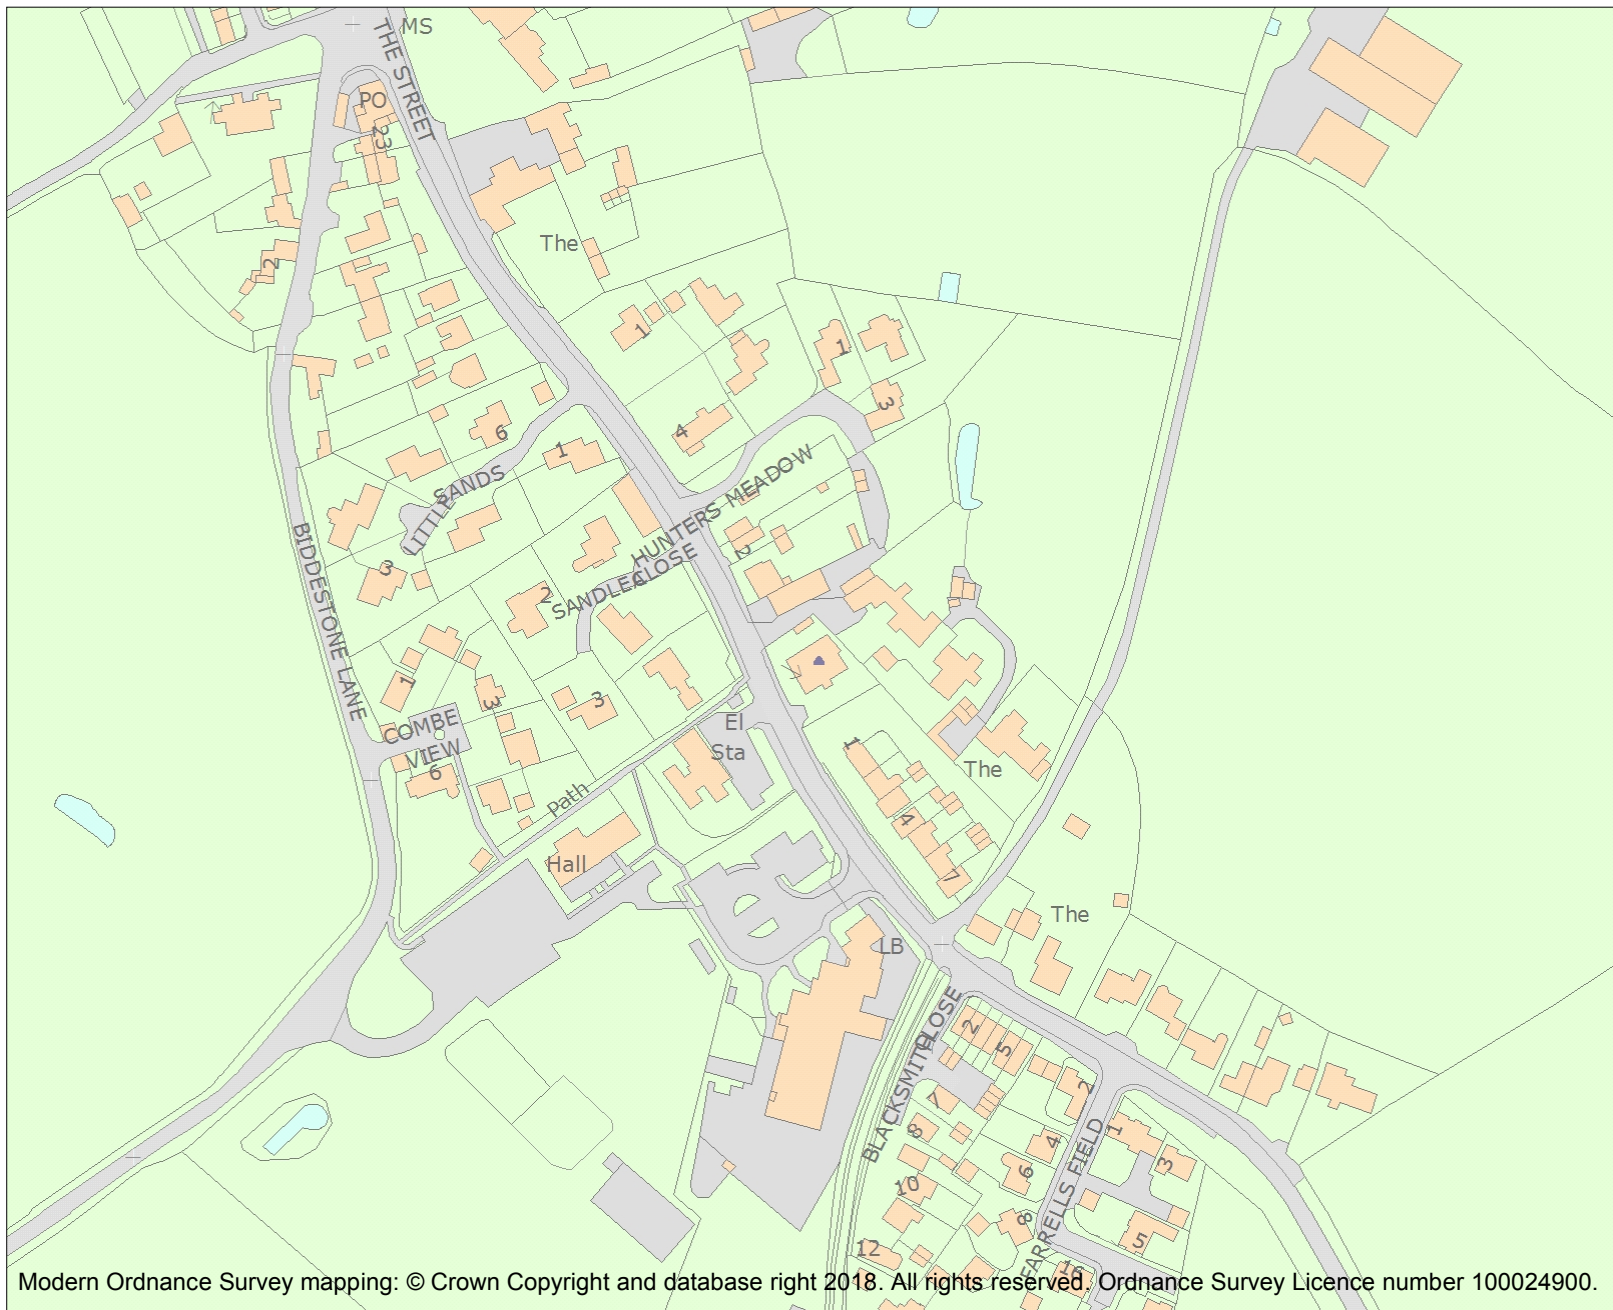 MS
THE STREET
PO
23
The
2
1
1
3
4
6
1
SANDS
LITTLE
HUNTERS MEADOW
2
CLOSE
3
2
BIDDESTONE LANE
1
3
3
COMBE
VIEW
6
El
Sta
1
The
Path
4
Hall
7
The
LB
CLOSE
2
5
BLACKSMITH
7
2
8
1
4
3
6
10
FARRELLS FIELD
8
5
12
16
Modern Ordnance Survey mapping: © Crown Copyright and database right 2018. All rights reserved. Ordnance Survey Licence number 100024900.